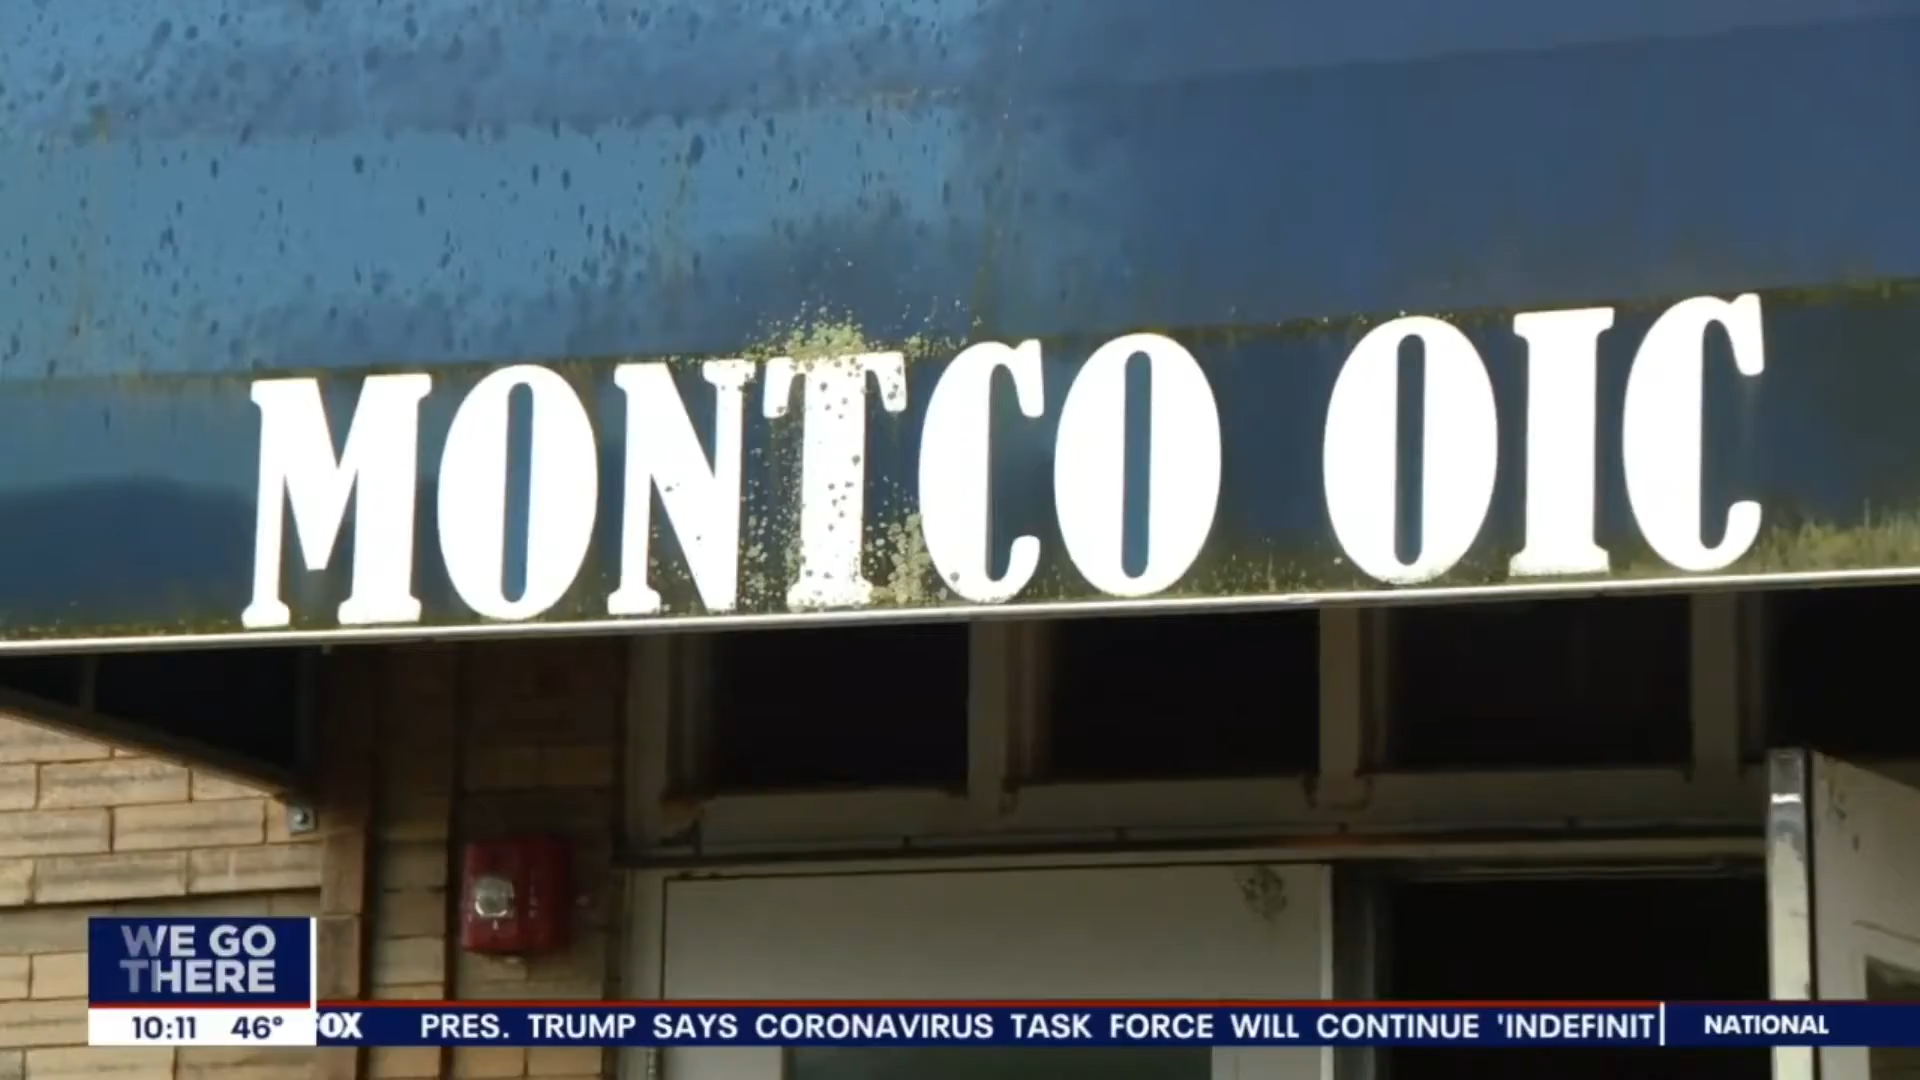 MONTCO OIC
WE GO
THERE
10:11 46°
FOX PRES. TRUMP SAYS CORONAVIRUS TASK FORCE WILL CONTINUE 'INDEFINIT
NATIONAL